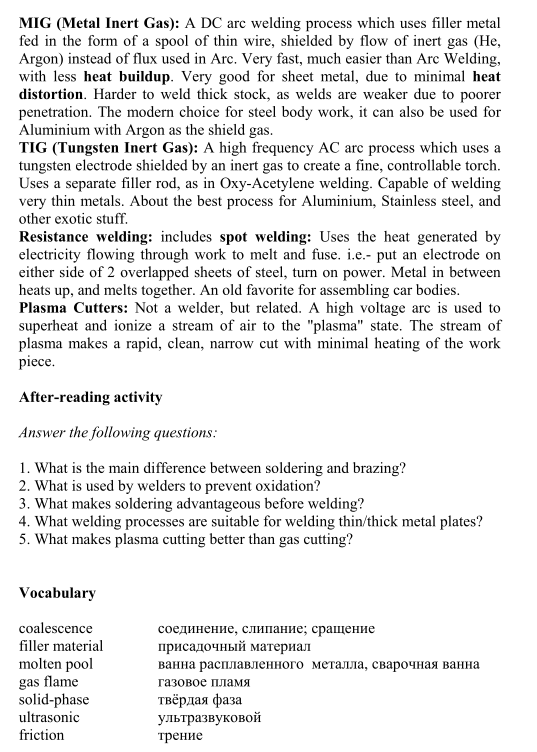 MIG (Metal Inert Gas): A DC arc welding process which uses filler metal
fed in the form of a spool of thin wire, shielded by flow of inert gas (He,
Argon) instead of flux used in Arc. Very fast, much easier than Arc Welding,
with less heat buildup. Very good for sheet metal, due to minimal heat
distortion. Harder to weld thick stock, as welds are weaker due to poorer
penetration. The modern choice for steel body work, it can also be used for
Aluminium with Argon as the shield gas.
TIG (Tungsten Inert Gas): A high frequency AC arc process which uses a
tungsten electrode shielded by an inert gas to create a fine, controllable torch.
Uses a separate filler rod, as in Oxy-Acetylene welding. Capable of welding
very thin metals. About the best process for Aluminium, Stainless steel, and
other exotic stuff.
Resistance welding: includes spot welding: Uses the heat generated by
electricity flowing through work to melt and fuse. i.e.- put an electrode on
either side of 2 overlapped sheets of steel, turn on power. Metal in between
heats up, and melts together. An old favorite for assembling car bodies.
Plasma Cutters: Not a welder, but related. A high voltage arc is used to
superheat and ionize a stream of air to the "plasma" state. The stream of
plasma makes a rapid, clean, narrow cut with minimal heating of the work
piece.
After-reading activity
Answer the following questions:
1. What is the main difference between soldering and brazing?
2. What is used by welders to prevent oxidation?
3. What makes soldering advantageous before welding?
4. What welding processes are suitable for welding thin/thick metal plates?
5. What makes plasma cutting better than gas cutting?
Vocabulary
coalescence соединение, слипание; сращение
filler material присадочный материал
molten pool ванна расплавленного металла, сварочная ванна
gas flame газовое пламя
solid-phase твёрдая фаза
ultrasonic ультразвуковой
friction трение